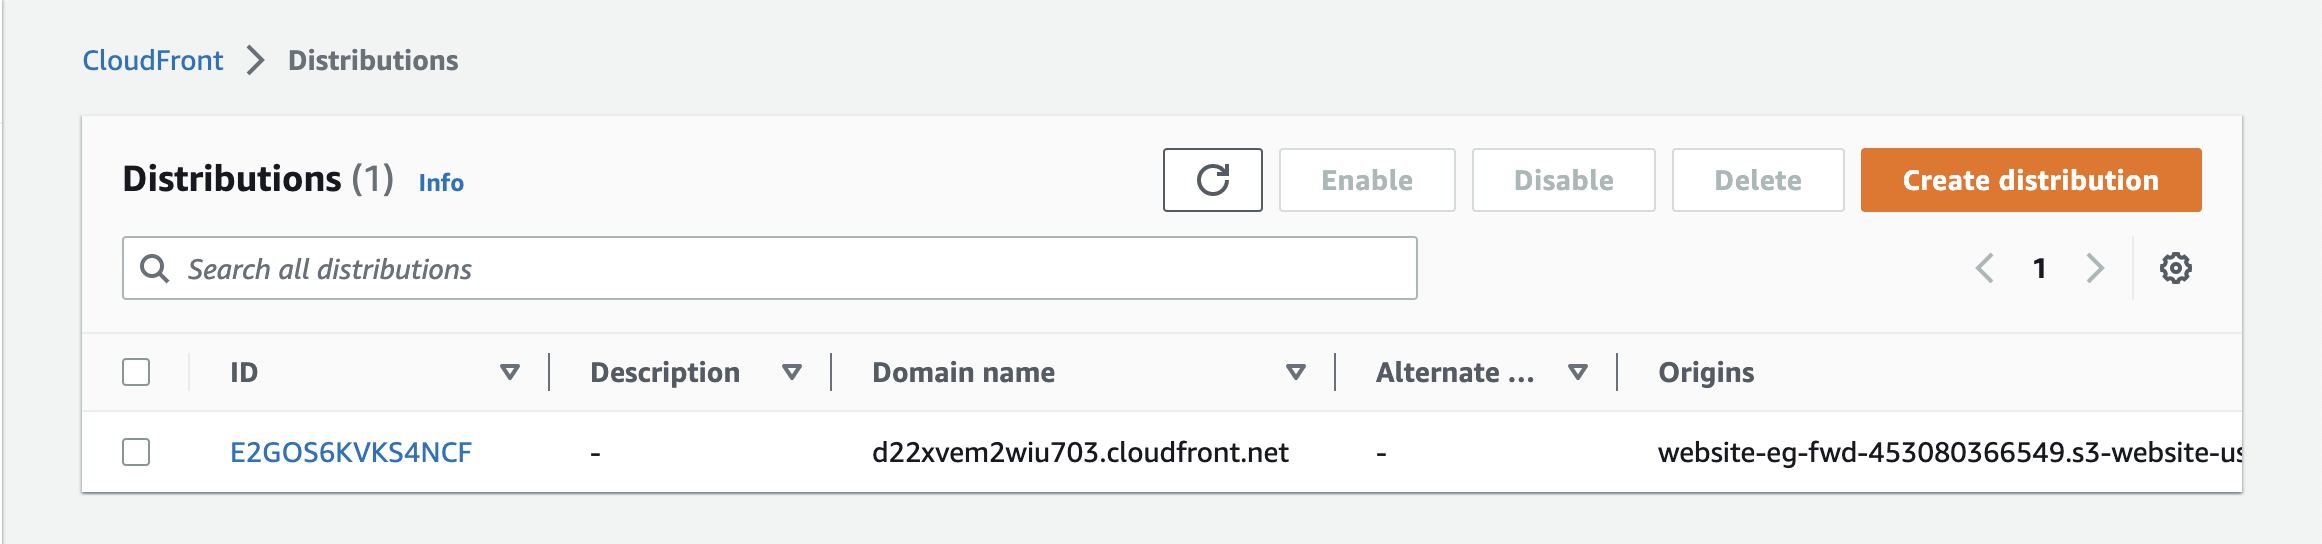 CloudFront > Distributions
Distributions (1) Info
Enable Disable Delete Create distribution
Search all distributions
1
ID Description Domain name Alternate ... Origins
E2GOS6KVKS4NCF - d22xvem2wiu703.cloudfront.net - website-eg-fwd-453080366549.s3-website-us